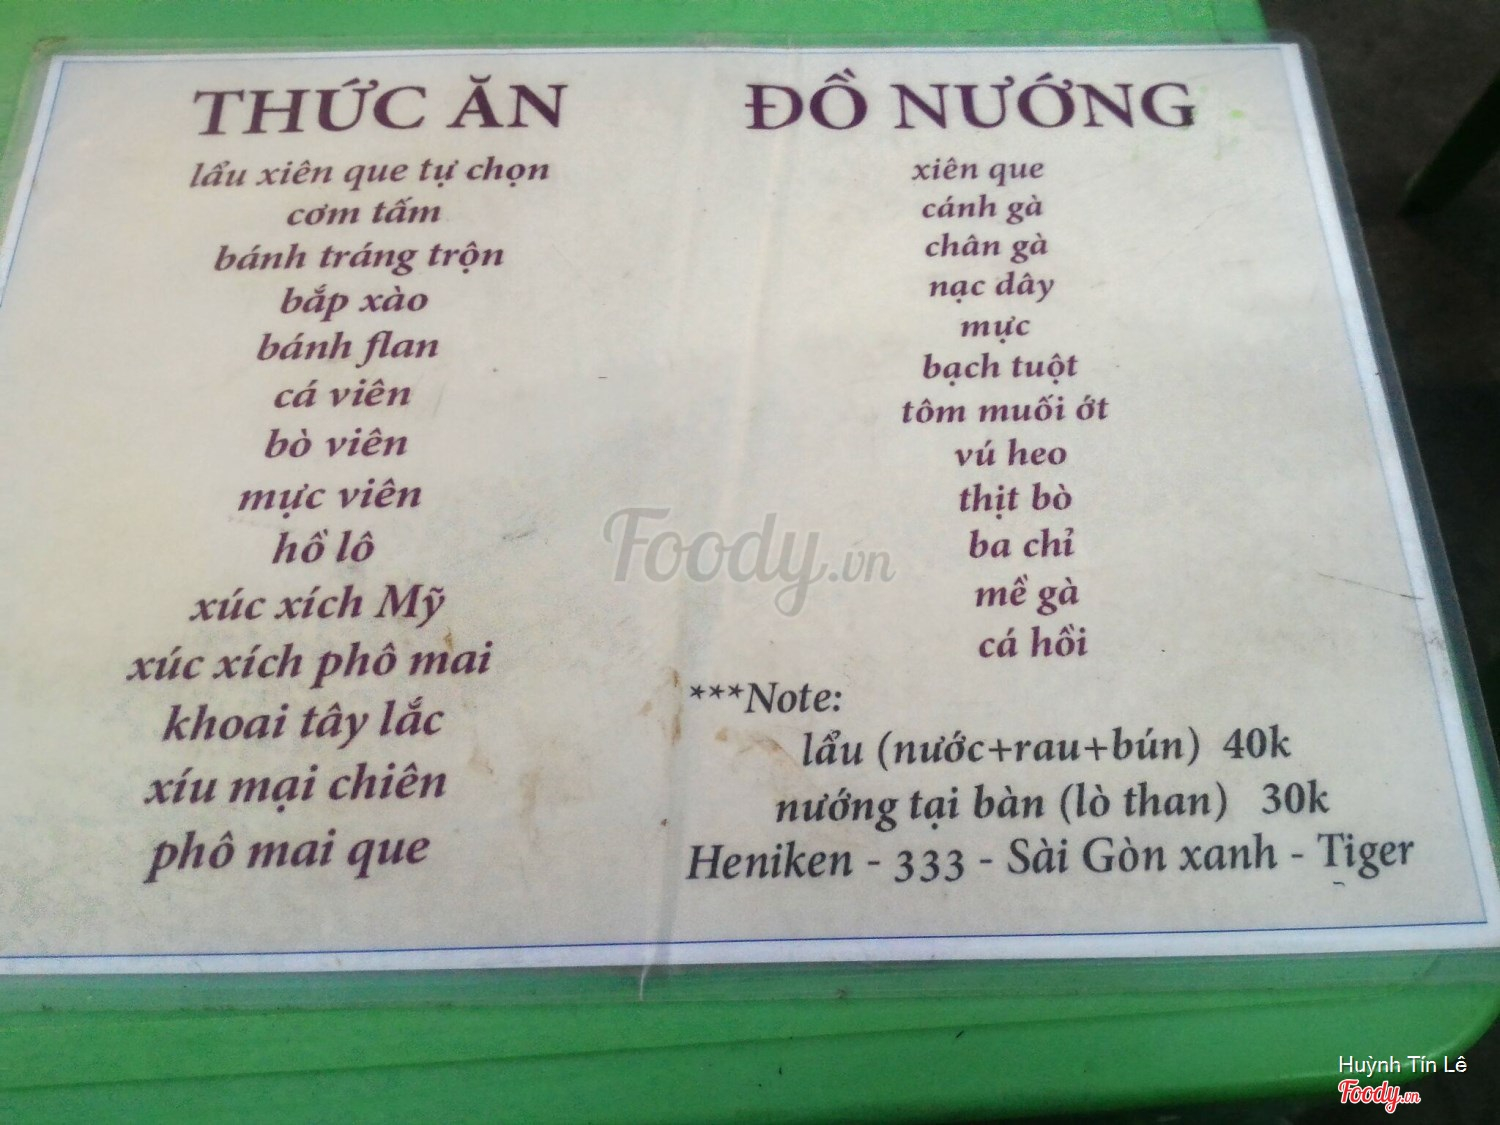 THỨC ĂN
lẩu xiên que tự chọn
cơm tấm
bánh tráng trộn
bắp xào
bánh flan
cá viên
bò viên
mực viên
hồ lô
xúc xích Mỹ
xúc xích phô mai
khoai tây lắc
xíu mại chiên
phô mai que
ĐỒ NƯỚNG
xiên que
cánh gà
chân gà
nạc dây
mực
bạch tuột
tôm muối ớt
vú heo
thịt bò
ba chỉ
mề gà
cá hồi
***Note:
lẩu (nước+rau+bún) 40k
nướng tại bàn (lò than) 30k
Heniken - 333 - Sài Gòn xanh - Tiger
Foody.vn
Huỳnh Tín Lê
Foody.vn